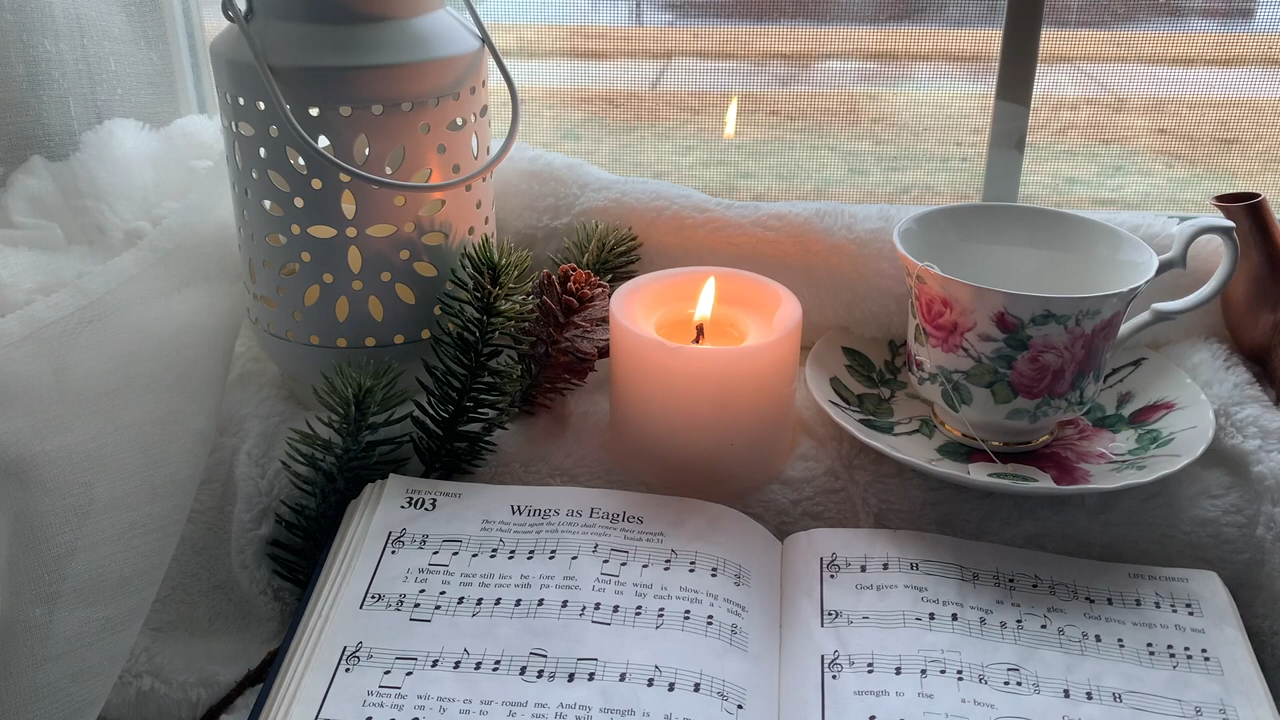 LIFE IN CHRIST
303
Wings as Eagles
They that wait upon the LORD shall renew their strength,
they shall mount up with wings as eagles — Isaiah 40:31
1. When the race still lies be - fore me, And the wind is blow - ing strong,
2. Let us run the race with pa - tience, Let us lay each weight a - side,
When the wit - ness - es sur - round me, And my strength is al -
Look - ing on - ly un - to Je - sus; He will
LIFE IN CHRIST
God gives wings as ea - gles; God gives wings to fly and
God gives wings
strength to rise a - bove.